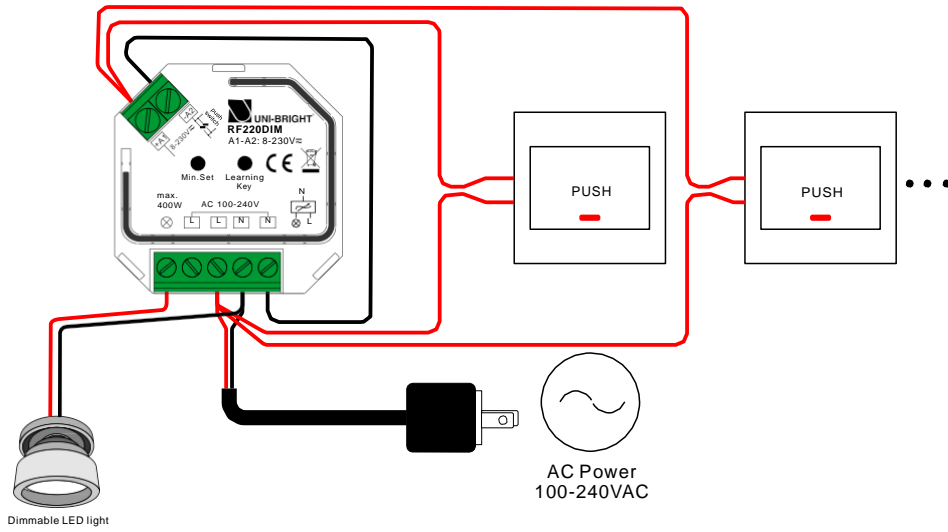 -A2
+A1
8-230V≂
push
switch
UNI-BRIGHT
RF220DIM
A1-A2: 8-230V≂
CE
Min.Set
Learning
Key
max.
400W
AC 100-240V
L
L
N
N
N
L
PUSH
PUSH
AC Power
100-240VAC
Dimmable LED light